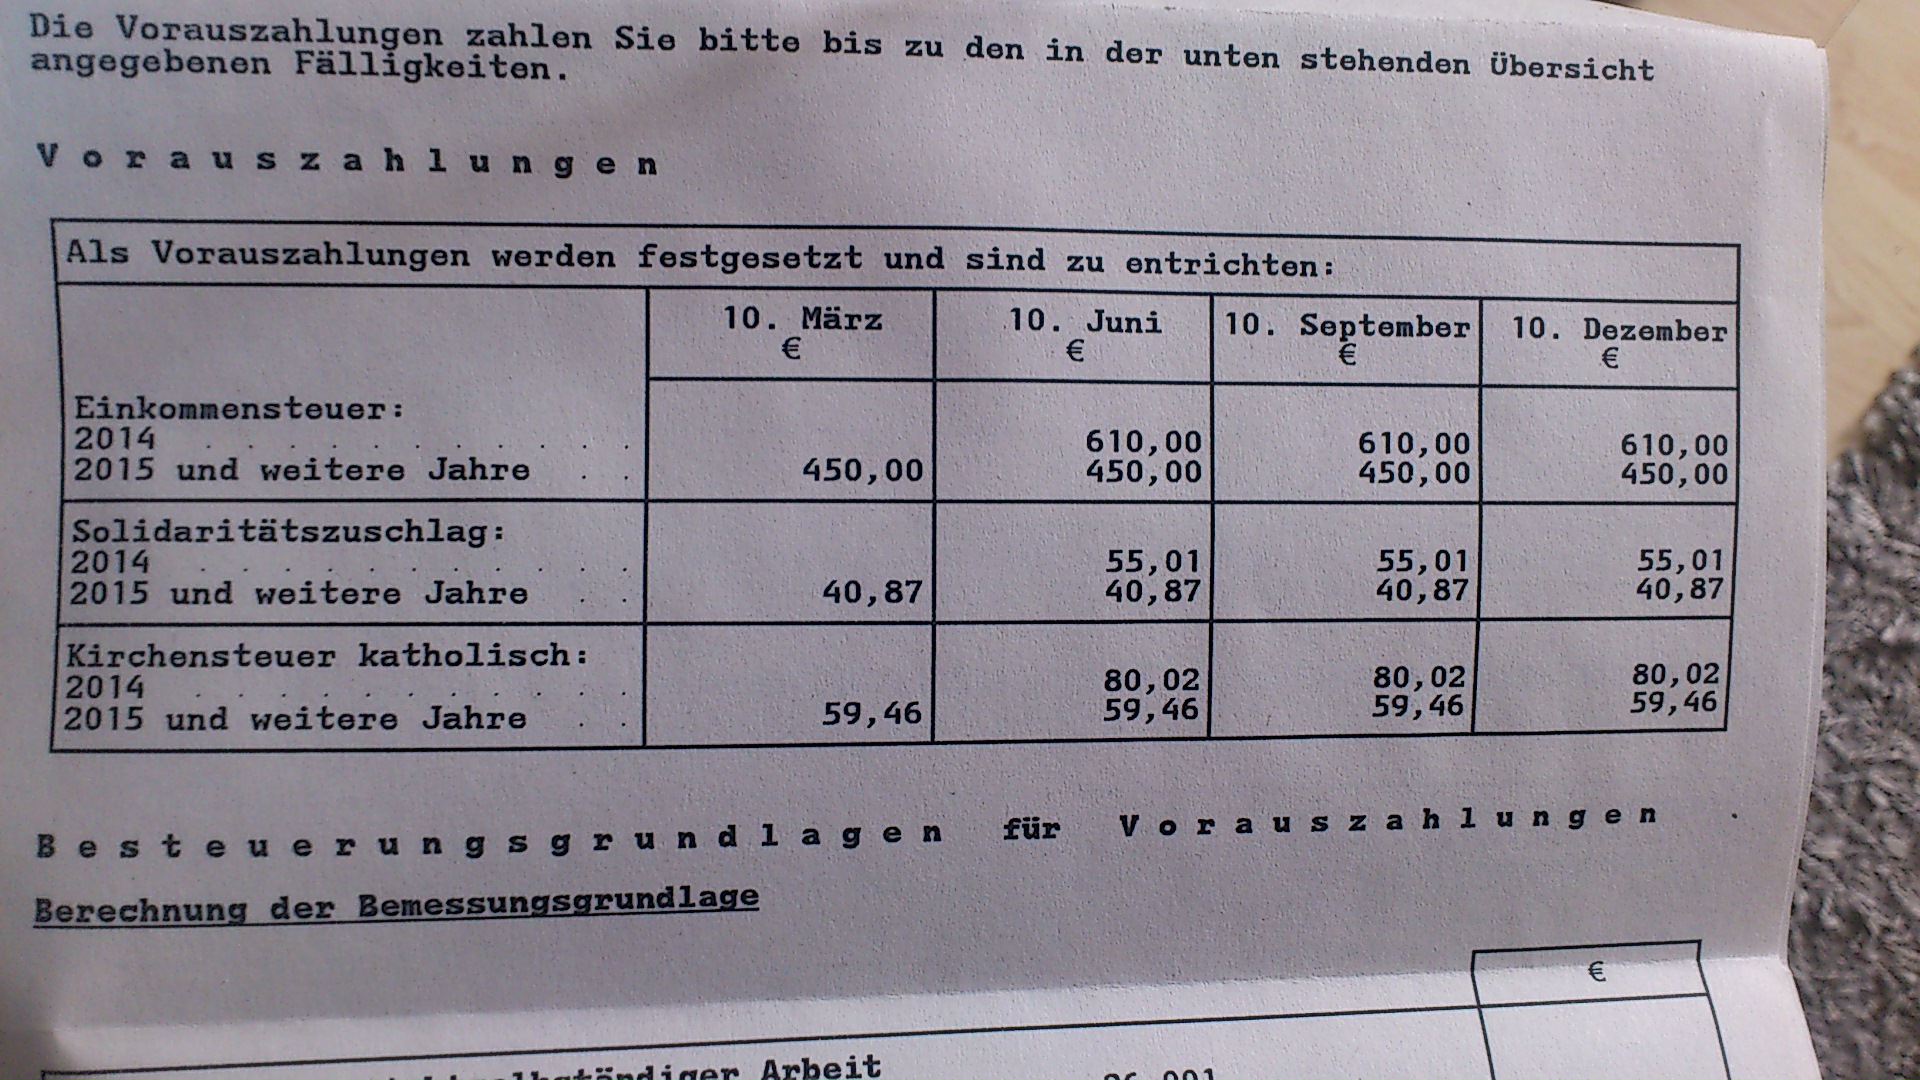 Die Vorauszahlungen zahlen Sie bitte bis zu den in der unten stehenden Übersicht
angegebenen Fälligkeiten.
V o r a u s z a h l u n g e n
Als Vorauszahlungen werden festgesetzt und sind zu entrichten:
10. März 10. Juni 10. September 10. Dezember
€ € € €
Einkommensteuer:
2014 . . . . . . . . . . . 610,00 610,00 610,00
2015 und weitere Jahre . . 450,00 450,00 450,00 450,00
Solidaritätszuschlag:
2014 . . . . . . . . . . . 55,01 55,01 55,01
2015 und weitere Jahre . . 40,87 40,87 40,87 40,87
Kirchensteuer katholisch:
2014 . . . . . . . . . . . 80,02 80,02 80,02
2015 und weitere Jahre . . 59,46 59,46 59,46 59,46
B e s t e u e r u n g s g r u n d l a g e n für V o r a u s z a h l u n g e n
Berechnung der Bemessungsgrundlage
€
Arbeit